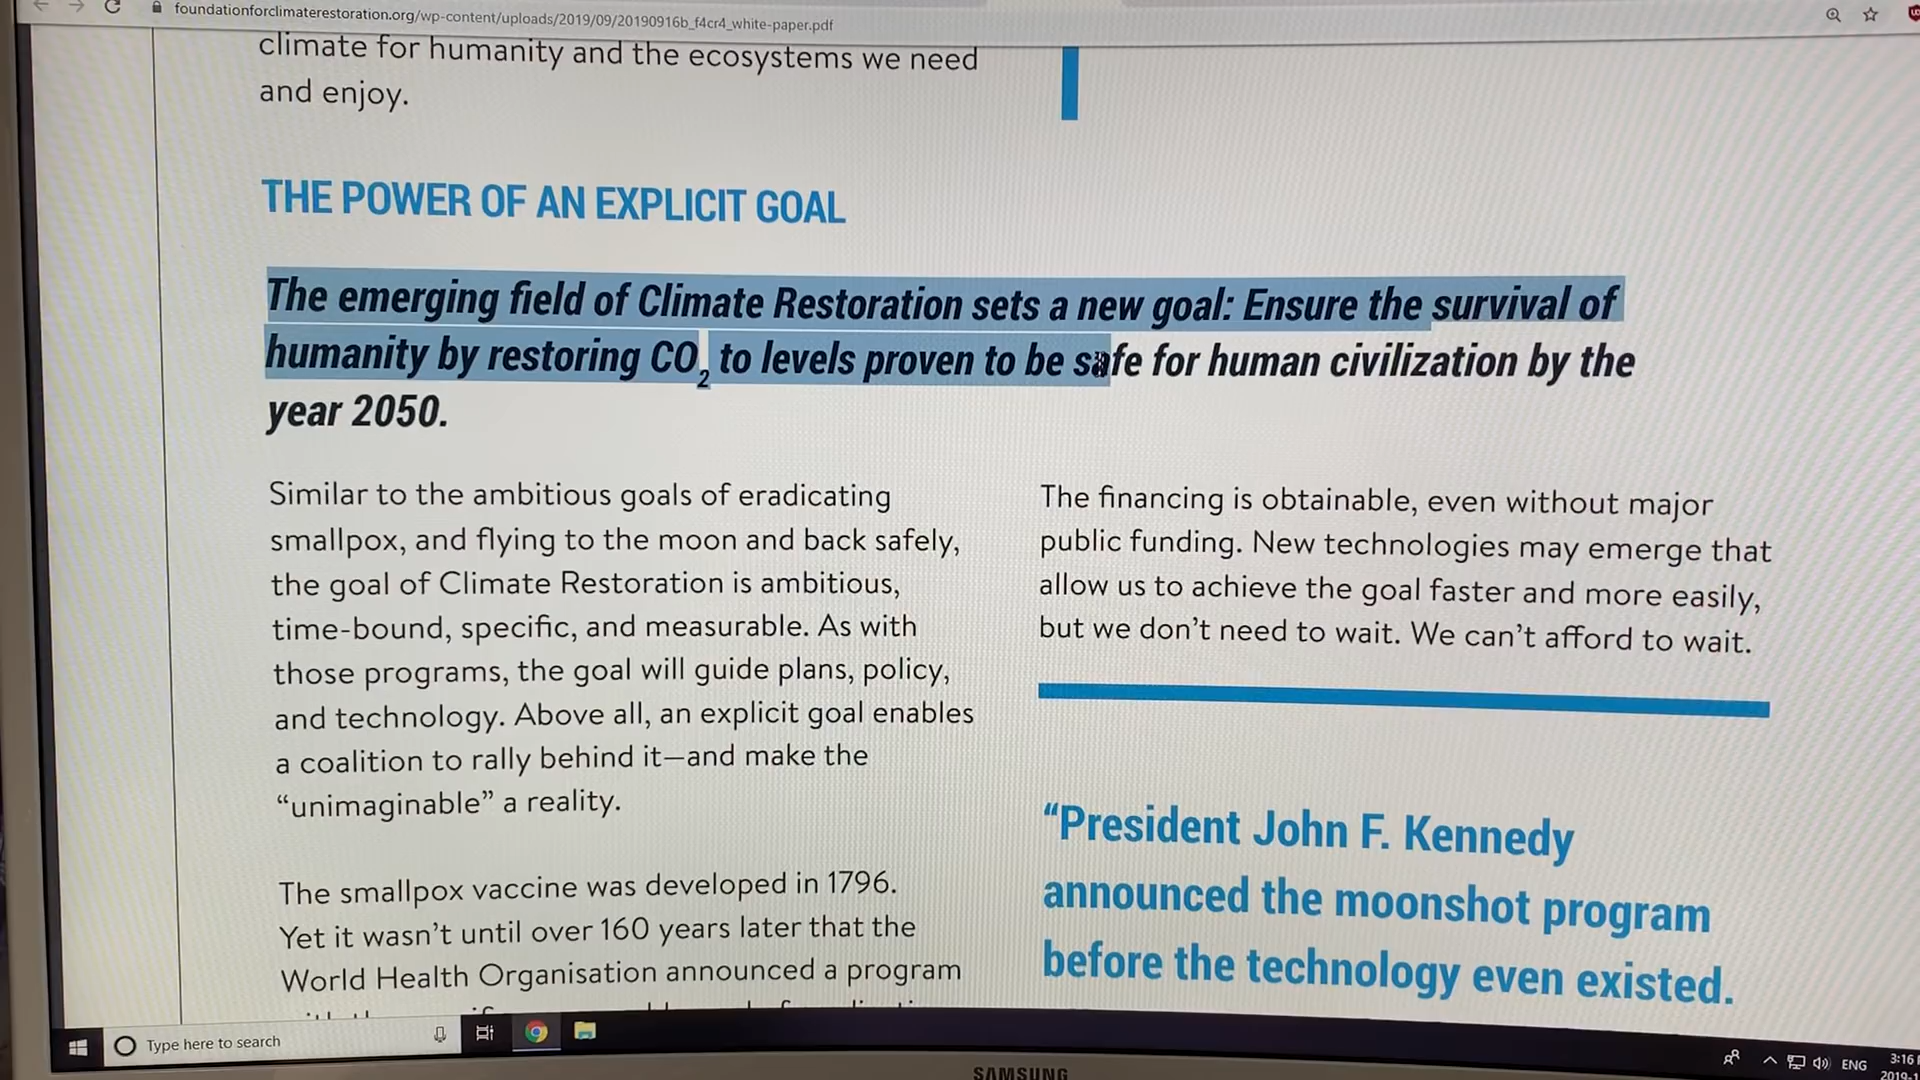 foundationforclimaterestoration.org/wp-content/uploads/2019/09/20190916b_f4cr4_white-paper.pdf
climate for humanity and the ecosystems we need
and enjoy.
THE POWER OF AN EXPLICIT GOAL
The emerging field of Climate Restoration sets a new goal: Ensure the survival of
humanity by restoring CO₂ to levels proven to be safe for human civilization by the
year 2050.
Similar to the ambitious goals of eradicating
smallpox, and flying to the moon and back safely,
the goal of Climate Restoration is ambitious,
time-bound, specific, and measurable. As with
those programs, the goal will guide plans, policy,
and technology. Above all, an explicit goal enables
a coalition to rally behind it—and make the
“unimaginable” a reality.
The smallpox vaccine was developed in 1796.
Yet it wasn’t until over 160 years later that the
World Health Organisation announced a program
The financing is obtainable, even without major
public funding. New technologies may emerge that
allow us to achieve the goal faster and more easily,
but we don’t need to wait. We can’t afford to wait.
“President John F. Kennedy
announced the moonshot program
before the technology even existed.
Type here to search
ENG
3:16
SAMSUNG